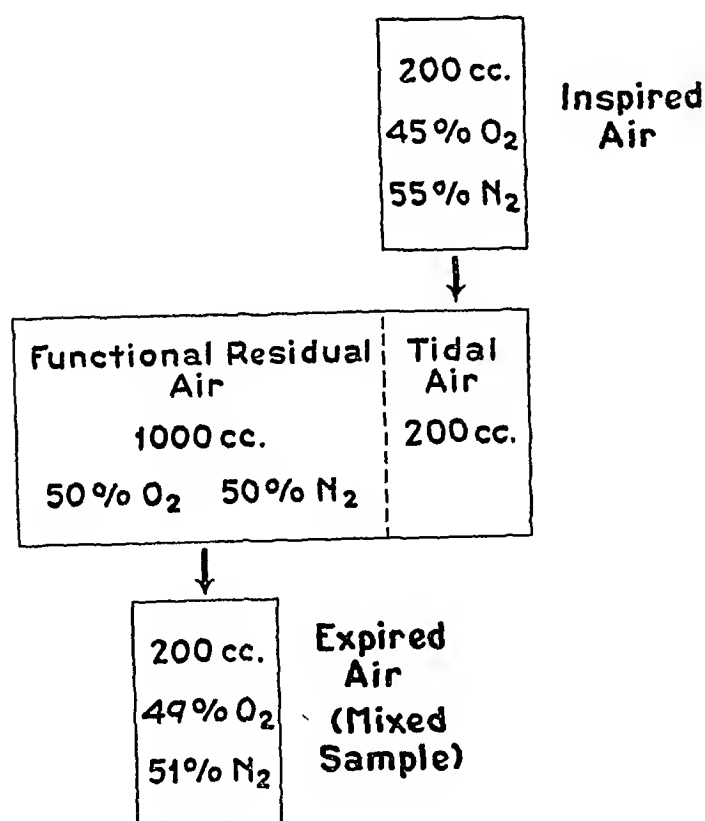 200 cc.
45% O₂
55% N₂
Inspired
Air
Functional Residual
Air
1000 cc.
50% O₂ 50% N₂
Tidal
Air
200 cc.
200 cc.
49% O₂
51% N₂
Expired
Air
(Mixed
Sample)